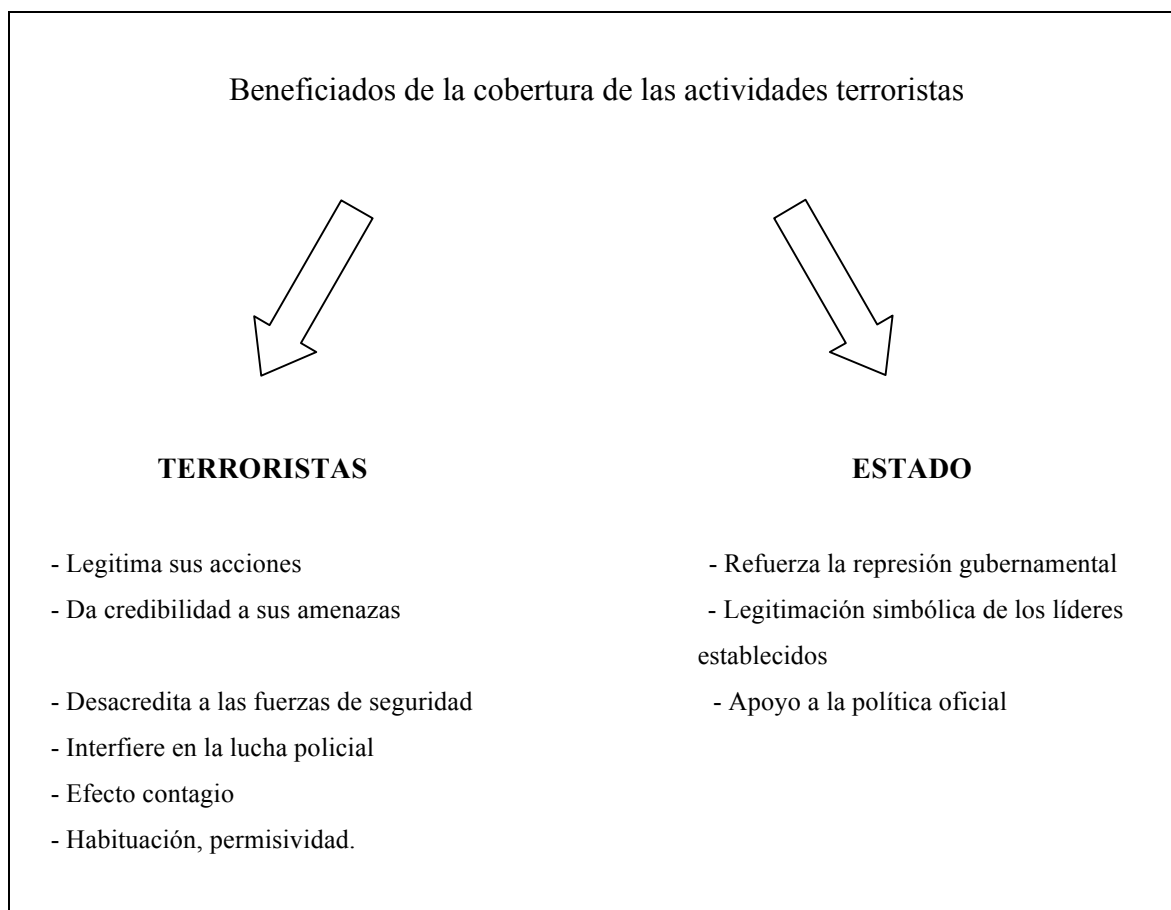 Beneficiados de la cobertura de las actividades terroristas
TERRORISTAS
- Legitima sus acciones
- Da credibilidad a sus amenazas
- Desacredita a las fuerzas de seguridad
- Interfiere en la lucha policial
- Efecto contagio
- Habituación, permisividad.
ESTADO
- Refuerza la represión gubernamental
- Legitimación simbólica de los líderes
establecidos
- Apoyo a la política oficial